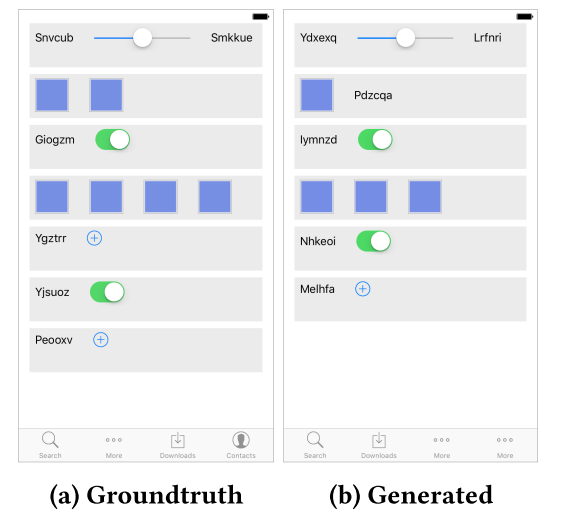 Snvcub Smkkue
Giogzm
Ygztrr
Yjsuoz
Peooxv
Search More Downloads Contacts
(a) Groundtruth
Ydxexq Lrfnri
Pdzcqa
Iymnzd
Nhkeoi
Melhfa
Search Downloads More More
(b) Generated